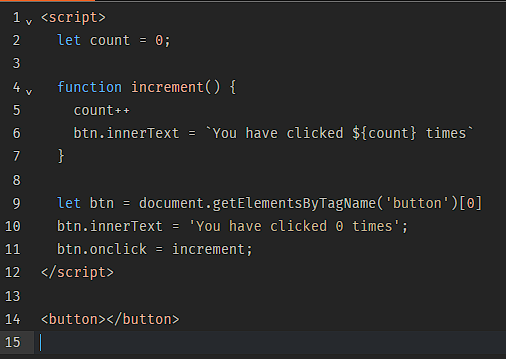 1 <script>
2   let count = 0;
3
4   function increment() {
5     count++
6     btn.innerText = `You have clicked ${count} times`
7   }
8
9   let btn = document.getElementsByTagName('button')[0]
10   btn.innerText = 'You have clicked 0 times';
11   btn.onclick = increment;
12 </script>
13
14 <button></button>
15